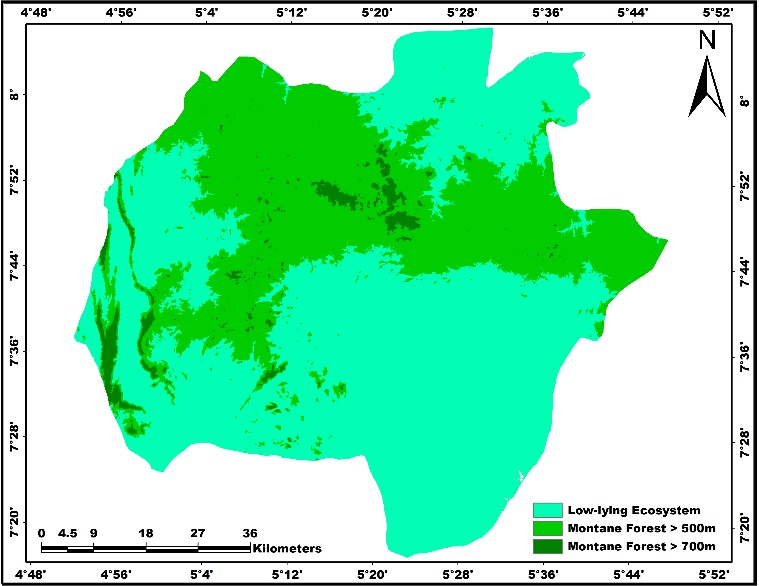 4°48' 4°56' 5°4' 5°12' 5°20' 5°28' 5°36' 5°44' 5°52'
N
8° 8°
7°52' 7°52'
7°44' 7°44'
7°36' 7°36'
7°28' 7°28'
7°20' 7°20'
Low-lying Ecosystem
Montane Forest > 500m
Montane Forest > 700m
0 4.5 9 18 27 36
Kilometers
4°48' 4°56' 5°4' 5°12' 5°20' 5°28' 5°36' 5°44' 5°52'